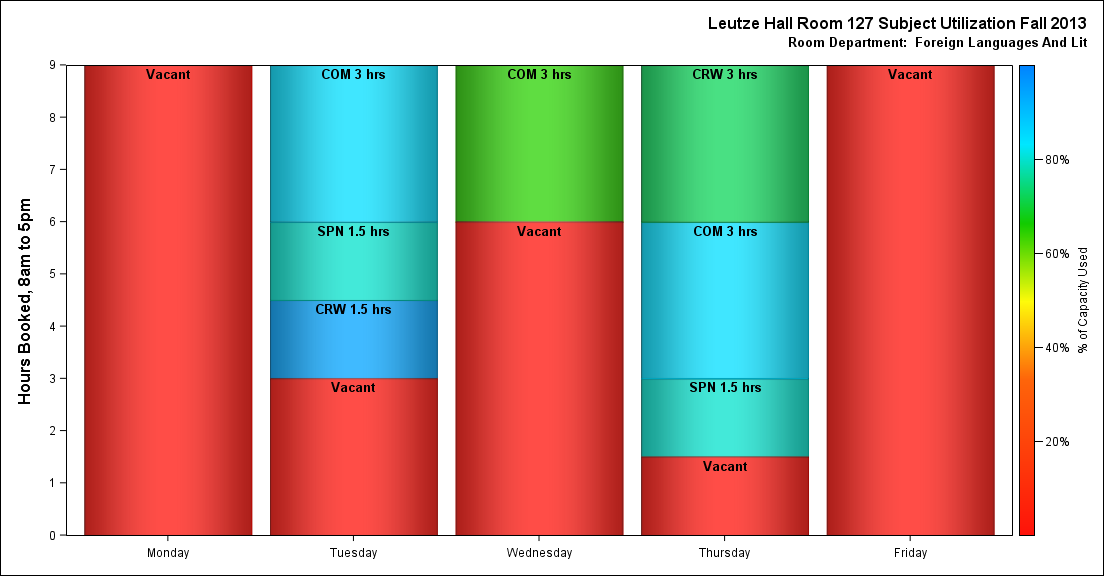 Leutze Hall Room 127 Subject Utilization Fall 2013
Room Department:  Foreign Languages And Lit
Hours Booked, 8am to 5pm
9
8
7
6
5
4
3
2
1
0
Vacant
COM 3 hrs
SPN 1.5 hrs
CRW 1.5 hrs
Vacant
COM 3 hrs
Vacant
CRW 3 hrs
COM 3 hrs
SPN 1.5 hrs
Vacant
Vacant
Monday
Tuesday
Wednesday
Thursday
Friday
80%
60%
40%
20%
% of Capacity Used